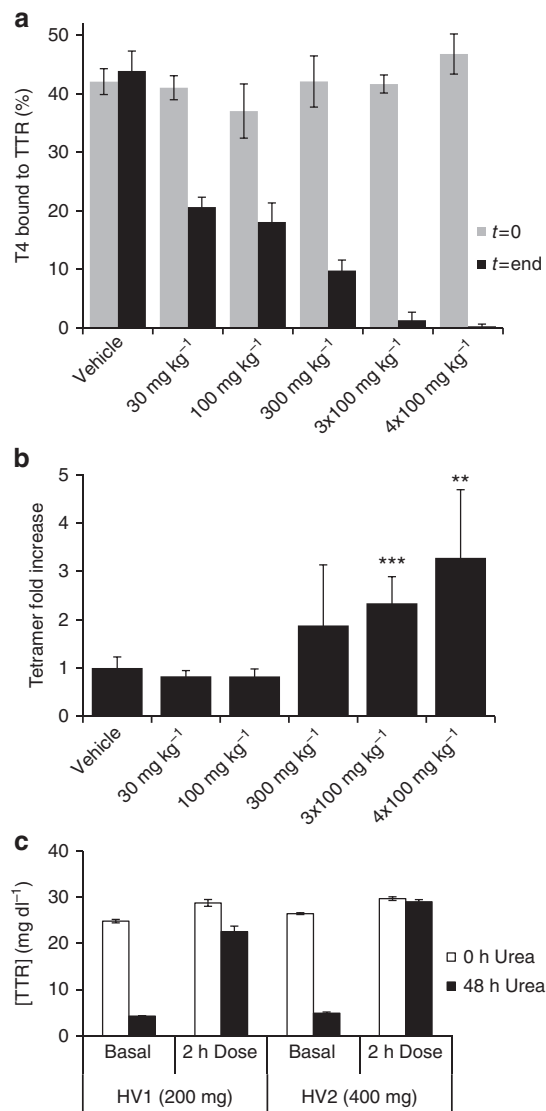 a
T4 bound to TTR (%)
50
40
30
20
10
0
t=0
t=end
Vehicle
30 mg kg⁻¹
100 mg kg⁻¹
300 mg kg⁻¹
3x100 mg kg⁻¹
4x100 mg kg⁻¹
b
Tetramer fold increase
5
4
3
2
1
0
***
**
Vehicle
30 mg kg⁻¹
100 mg kg⁻¹
300 mg kg⁻¹
3x100 mg kg⁻¹
4x100 mg kg⁻¹
c
[TTR] (mg dl⁻¹)
40
30
20
10
0
0 h Urea
48 h Urea
Basal 2 h Dose Basal 2 h Dose
HV1 (200 mg) HV2 (400 mg)